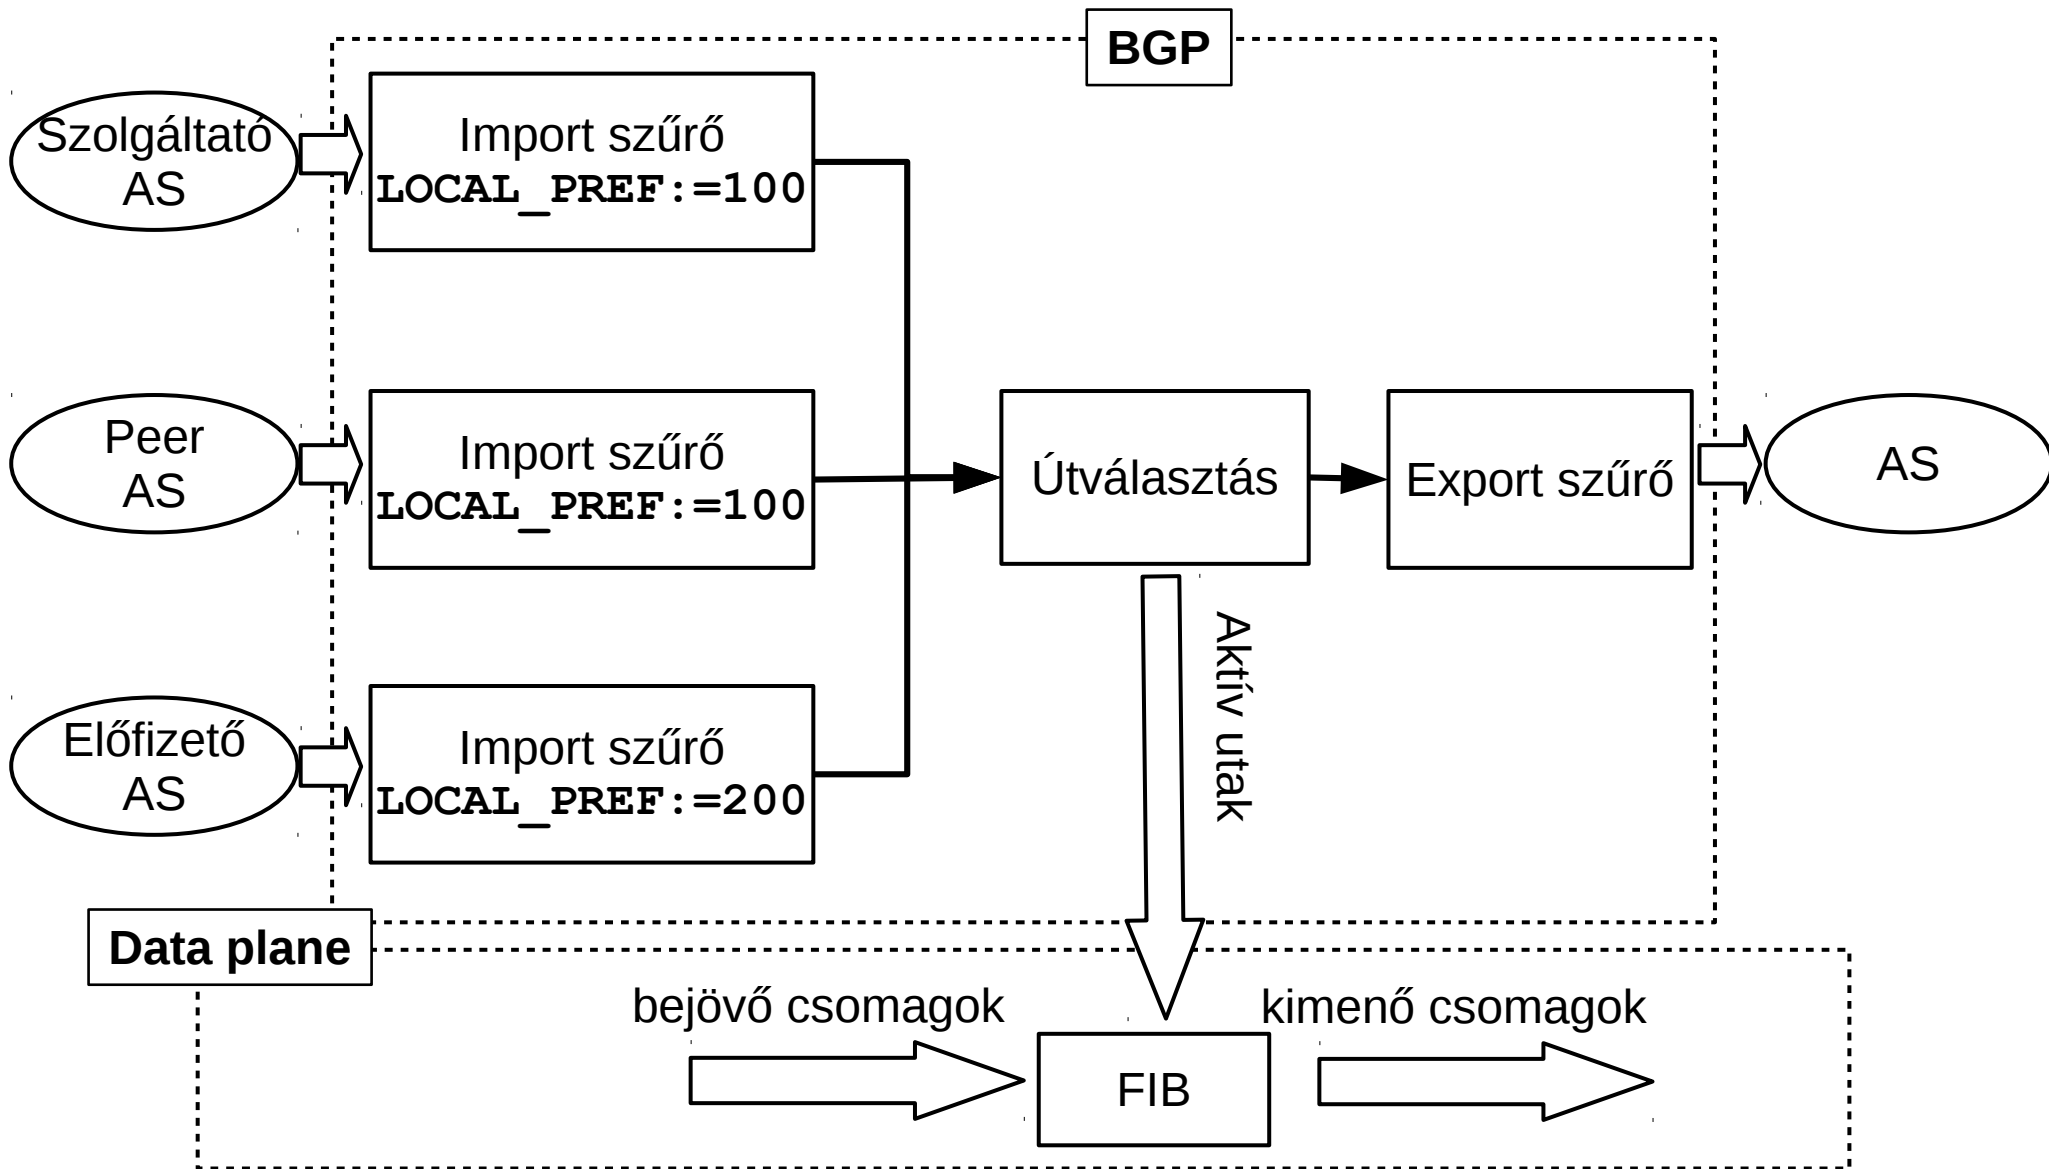 BGP
Szolgáltató
AS
Import szűrő
LOCAL_PREF:=100
Peer
AS
Import szűrő
LOCAL_PREF:=100
Útválasztás
Export szűrő
AS
Előfizető
AS
Import szűrő
LOCAL_PREF:=200
Aktív utak
Data plane
bejövő csomagok
FIB
kimenő csomagok